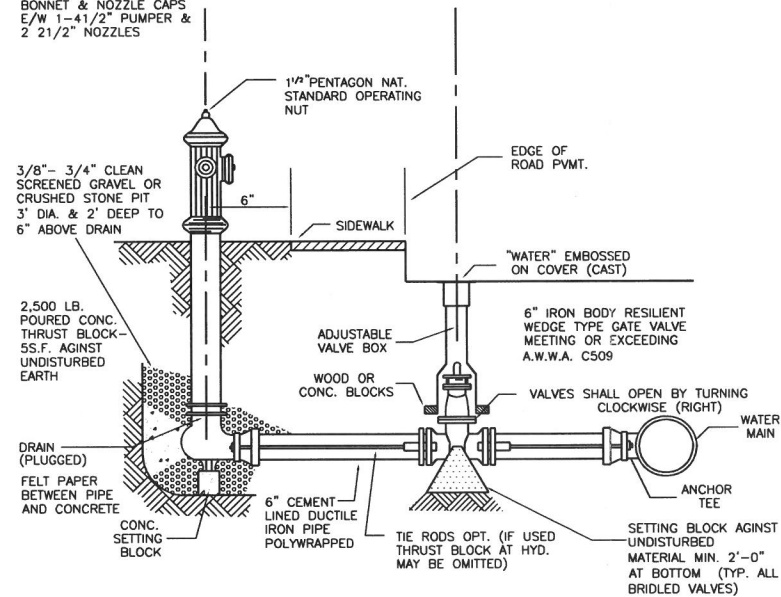 BONNET & NOZZLE CAPS
E/W 1-41/2" PUMPER &
2 21/2" NOZZLES
1 1/2" PENTAGON NAT.
STANDARD OPERATING
NUT
EDGE OF
ROAD PVMT.
3/8"- 3/4" CLEAN
SCREENED GRAVEL OR
CRUSHED STONE PIT
3' DIA. & 2' DEEP TO
6" ABOVE DRAIN
6"
SIDEWALK
"WATER" EMBOSSED
ON COVER (CAST)
2,500 LB.
POURED CONC.
THRUST BLOCK-
5S.F. AGINST
UNDISTURBED
EARTH
ADJUSTABLE
VALVE BOX
6" IRON BODY RESILIENT
WEDGE TYPE GATE VALVE
MEETING OR EXCEEDING
A.W.W.A. C509
WOOD OR
CONC. BLOCKS
VALVES SHALL OPEN BY TURNING
CLOCKWISE (RIGHT)
WATER
MAIN
DRAIN
(PLUGGED)
FELT PAPER
BETWEEN PIPE
AND CONCRETE
CONC.
SETTING
BLOCK
6" CEMENT
LINED DUCTILE
IRON PIPE
POLYWRAPPED
TIE RODS OPT. (IF USED
THRUST BLOCK AT HYD.
MAY BE OMITTED)
ANCHOR
TEE
SETTING BLOCK AGINST
UNDISTURBED
MATERIAL MIN. 2'-0"
AT BOTTOM (TYP. ALL
BRIDLED VALVES)